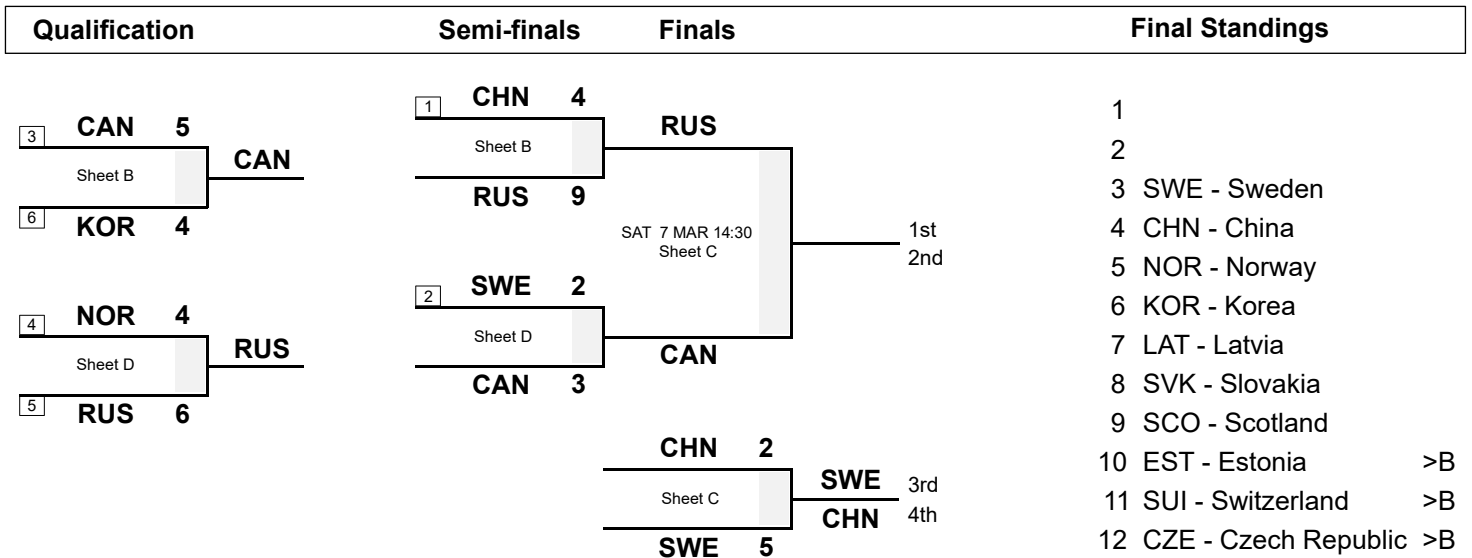 Qualification Semi-finals Finals Final Standings
3 CAN 5
Sheet B
CAN
6 KOR 4
4 NOR 4
Sheet D
RUS
5 RUS 6
1 CHN 4
Sheet B
RUS 9
2 SWE 2
Sheet D
CAN 3
RUS
SAT 7 MAR 14:30
Sheet C
CAN
1st
2nd
CHN 2
Sheet C
SWE 5
SWE 3rd
CHN 4th
1
2
3 SWE - Sweden
4 CHN - China
5 NOR - Norway
6 KOR - Korea
7 LAT - Latvia
8 SVK - Slovakia
9 SCO - Scotland
10 EST - Estonia >B
11 SUI - Switzerland >B
12 CZE - Czech Republic >B